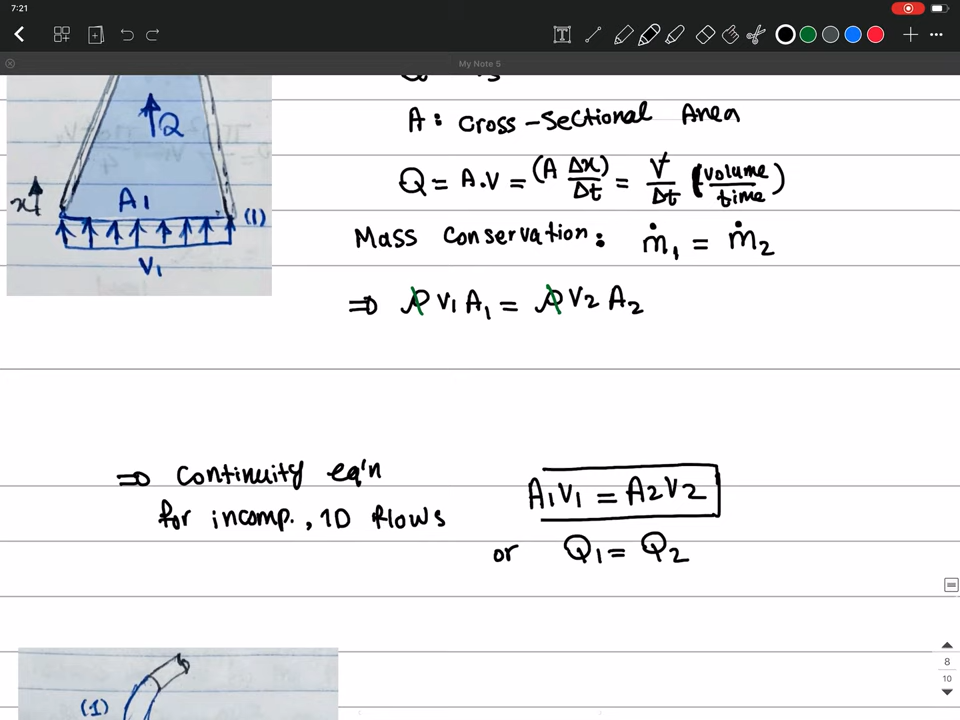 7:21
My Note 5
A: Cross-Sectional Area
Q = A.V = (A Δx/Δt) = V/Δt (volume/time)
Mass Conservation: ṁ1 = ṁ2
⇒ ρ V1 A1 = ρ V2 A2
⇒ Continuity eq'n
for incomp., 1D flows
A1V1 = A2V2
or Q1 = Q2
Q
x
A1
(1)
V1
(1)
8
10